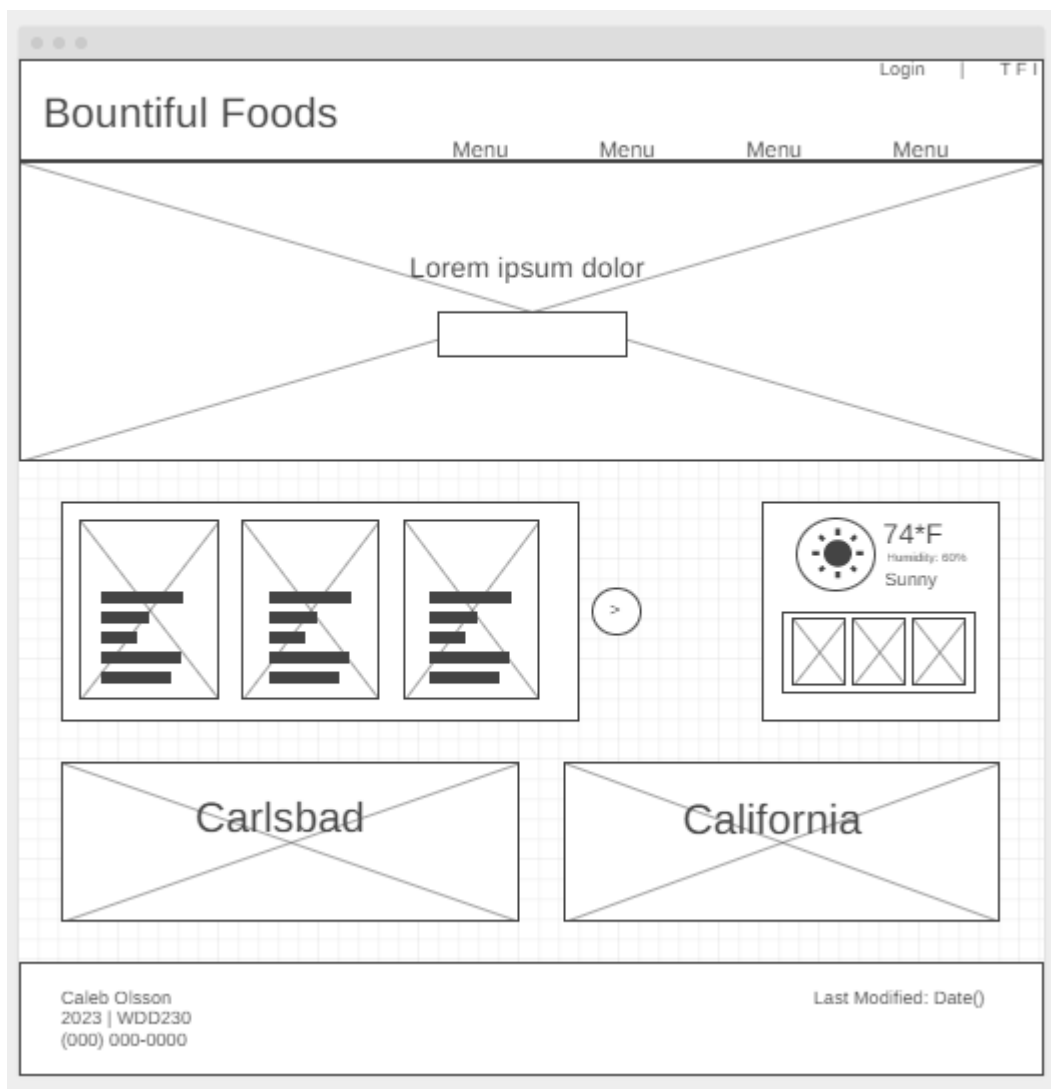 Login | T F I
Bountiful Foods
Menu Menu Menu Menu
Lorem ipsum dolor
>
74*F
Humidity: 60%
Sunny
Carlsbad
California
Caleb Olsson
2023 | WDD230
(000) 000-0000
Last Modified: Date()